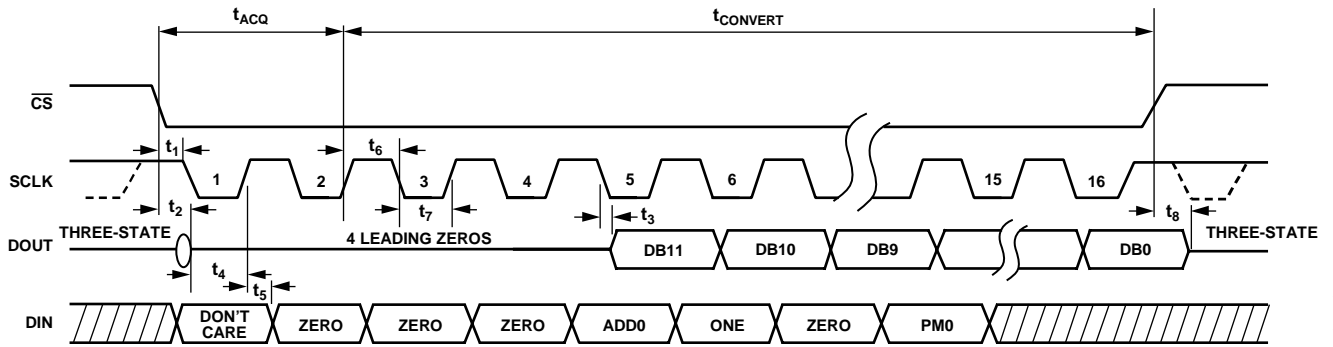 tACQ tCONVERT
CS
t1 t6
SCLK 1 2 3 4 5 6 15 16
t2 t7 t3 t8
THREE-STATE 4 LEADING ZEROS THREE-STATE
DOUT DB11 DB10 DB9 DB0
t4 t5
DIN DON'T CARE ZERO ZERO ZERO ADD0 ONE ZERO PM0